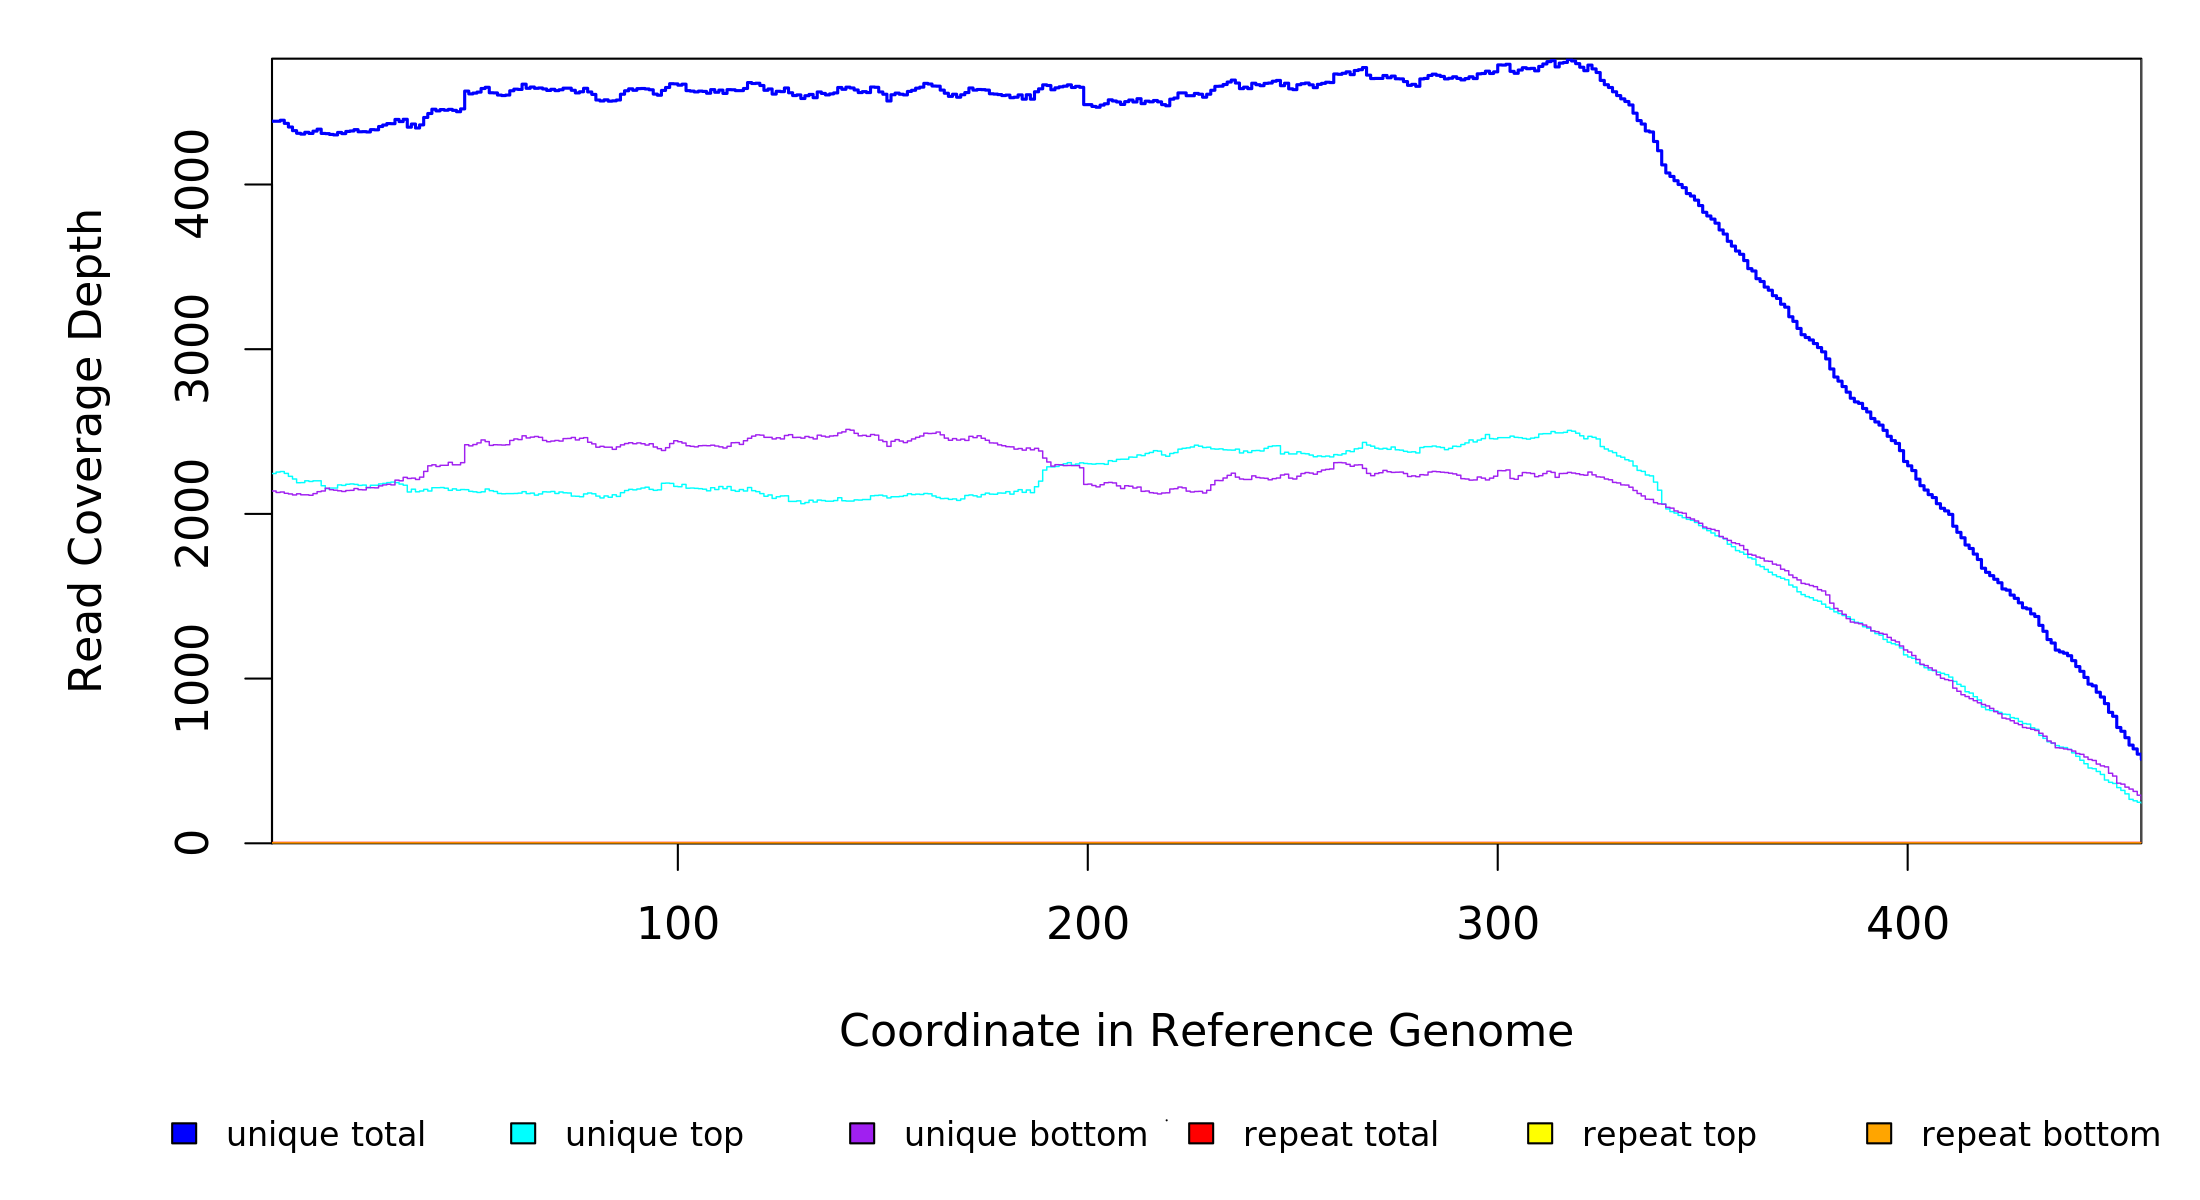 Read Coverage Depth
4000
3000
2000
1000
0
100 200 300 400
Coordinate in Reference Genome
unique total unique top unique bottom repeat total repeat top repeat bottom